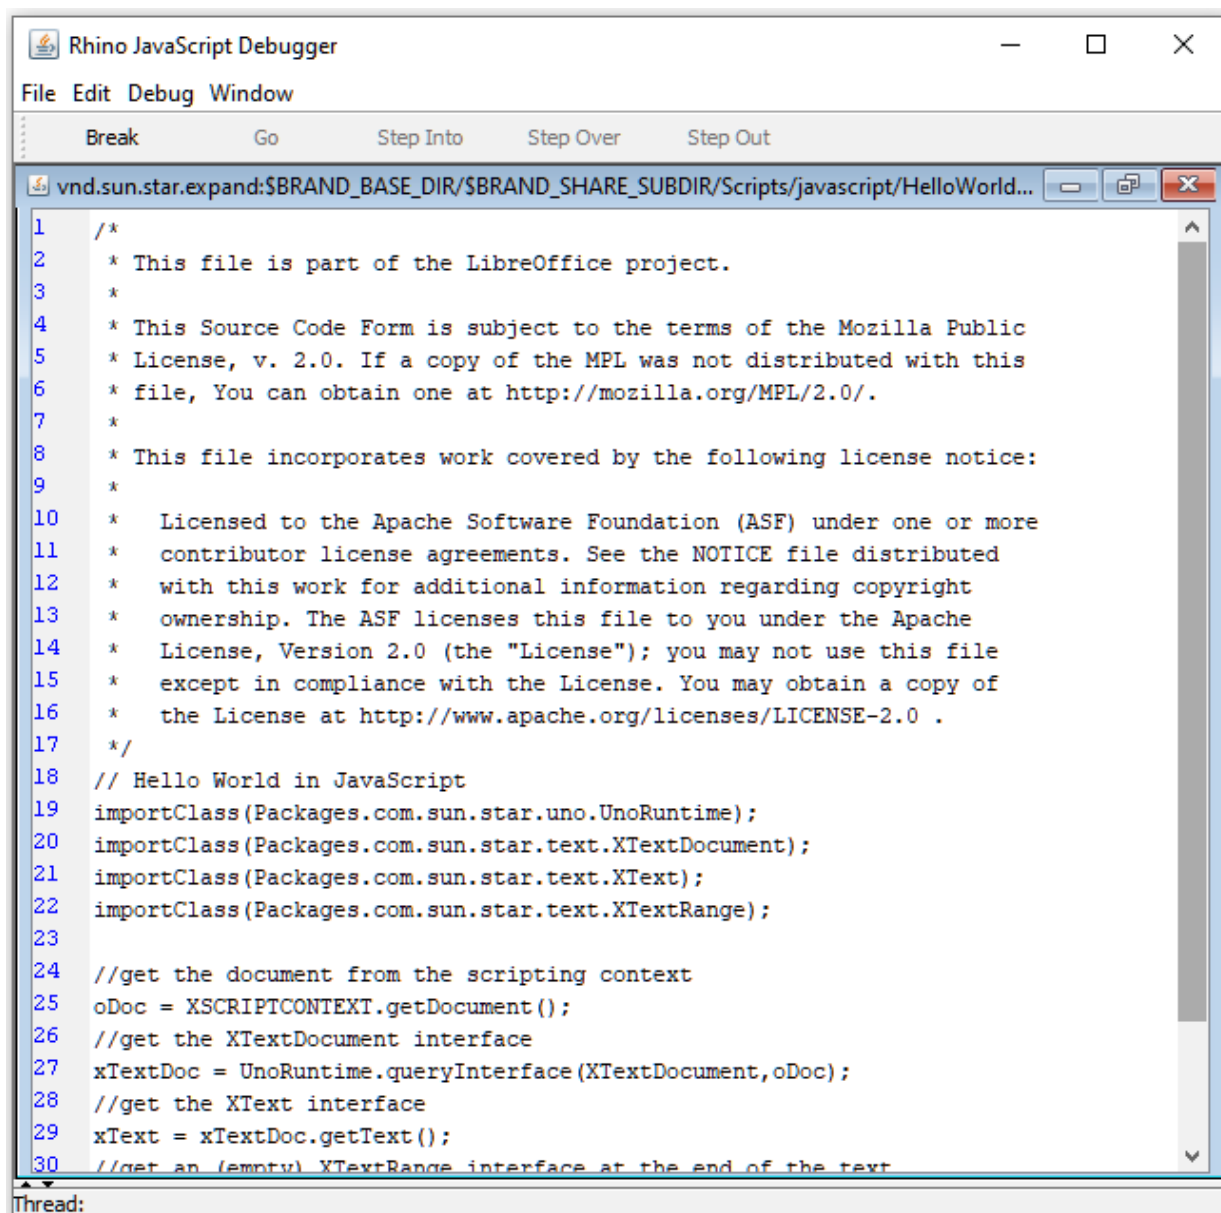 Rhino JavaScript Debugger
File Edit Debug Window
Break Go Step Into Step Over Step Out
vnd.sun.star.expand:$BRAND_BASE_DIR/$BRAND_SHARE_SUBDIR/Scripts/javascript/HelloWorld...
1 /*
2  * This file is part of the LibreOffice project.
3  *
4  * This Source Code Form is subject to the terms of the Mozilla Public
5  * License, v. 2.0. If a copy of the MPL was not distributed with this
6  * file, You can obtain one at http://mozilla.org/MPL/2.0/.
7  *
8  * This file incorporates work covered by the following license notice:
9  *
10  *   Licensed to the Apache Software Foundation (ASF) under one or more
11  *   contributor license agreements. See the NOTICE file distributed
12  *   with this work for additional information regarding copyright
13  *   ownership. The ASF licenses this file to you under the Apache
14  *   License, Version 2.0 (the "License"); you may not use this file
15  *   except in compliance with the License. You may obtain a copy of
16  *   the License at http://www.apache.org/licenses/LICENSE-2.0 .
17  */
18 // Hello World in JavaScript
19 importClass(Packages.com.sun.star.uno.UnoRuntime);
20 importClass(Packages.com.sun.star.text.XTextDocument);
21 importClass(Packages.com.sun.star.text.XText);
22 importClass(Packages.com.sun.star.text.XTextRange);
23
24 //get the document from the scripting context
25 oDoc = XSCRIPTCONTEXT.getDocument();
26 //get the XTextDocument interface
27 xTextDoc = UnoRuntime.queryInterface(XTextDocument,oDoc);
28 //get the XText interface
29 xText = xTextDoc.getText();
30 //get an (empty) XTextRange interface at the end of the text
Thread: